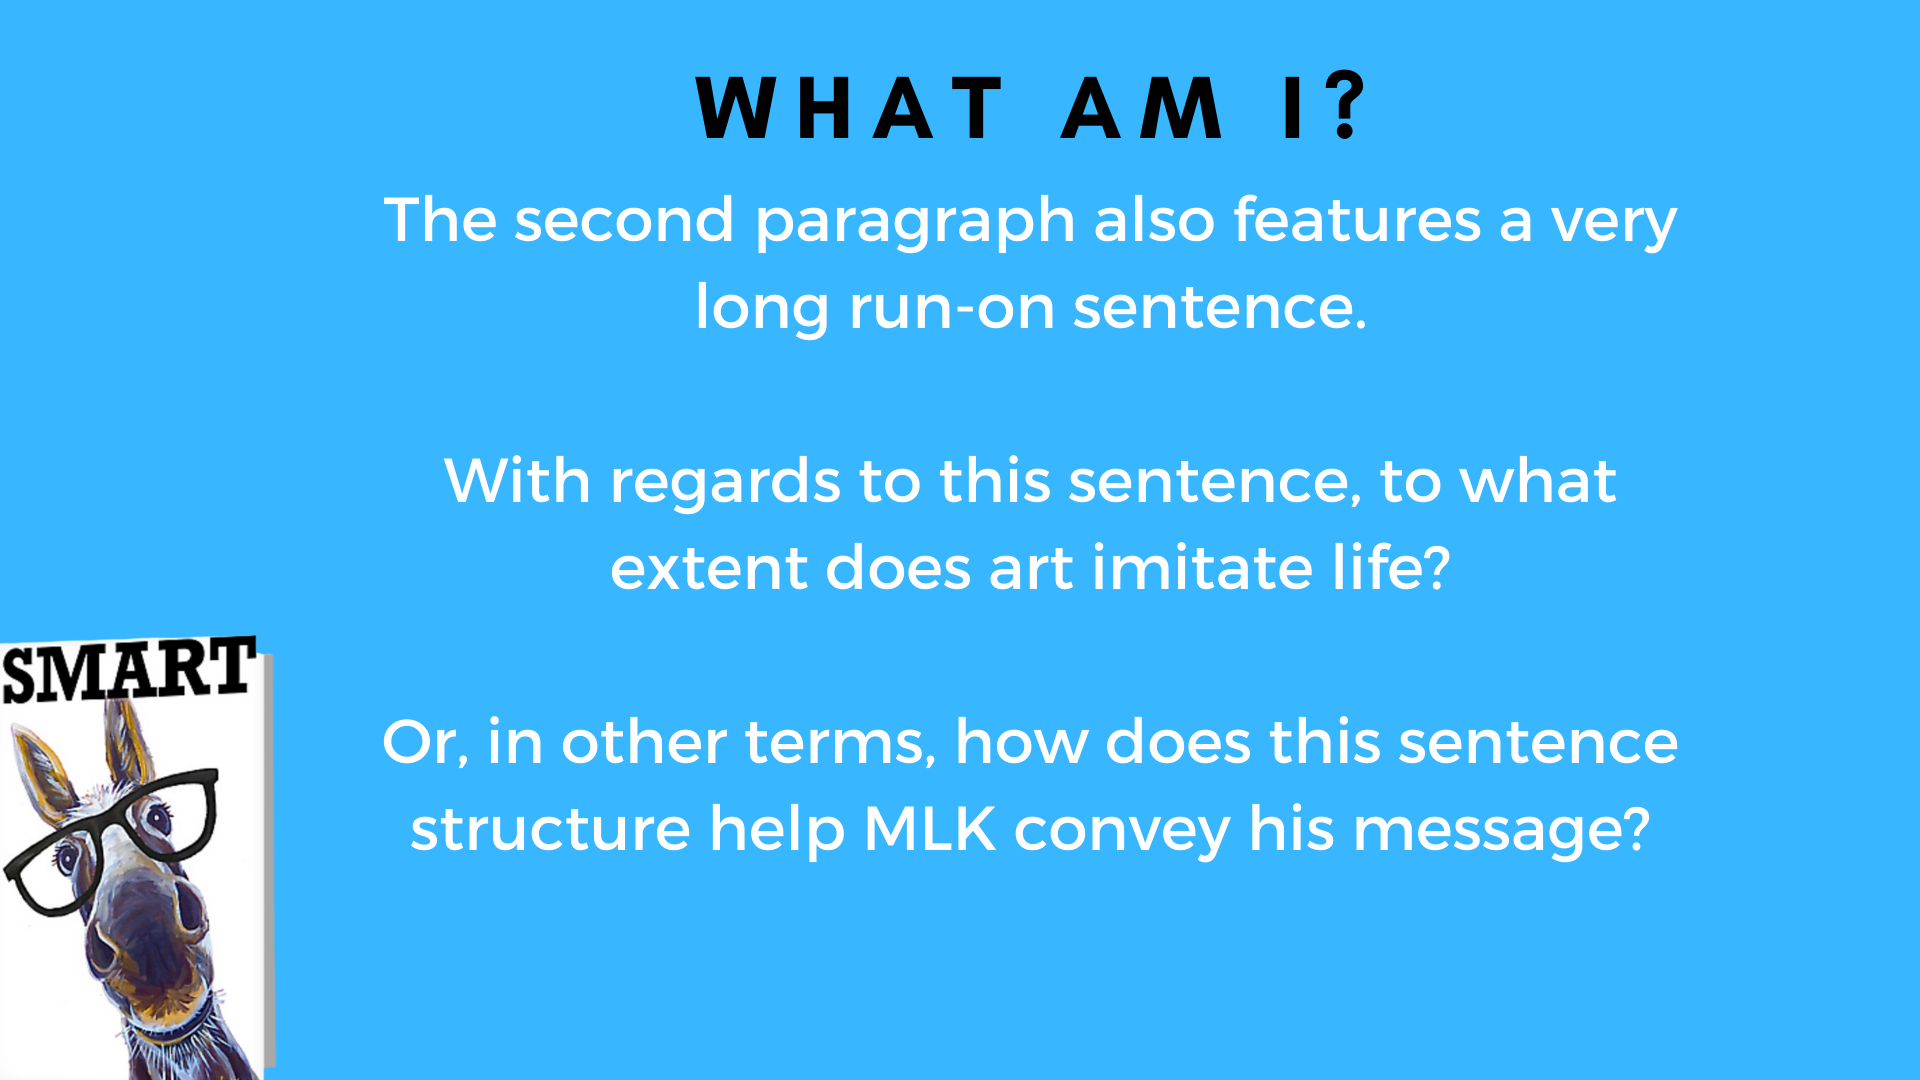 WHAT AM I?
The second paragraph also features a very
long run-on sentence.
With regards to this sentence, to what
extent does art imitate life?
Or, in other terms, how does this sentence
structure help MLK convey his message?
SMART